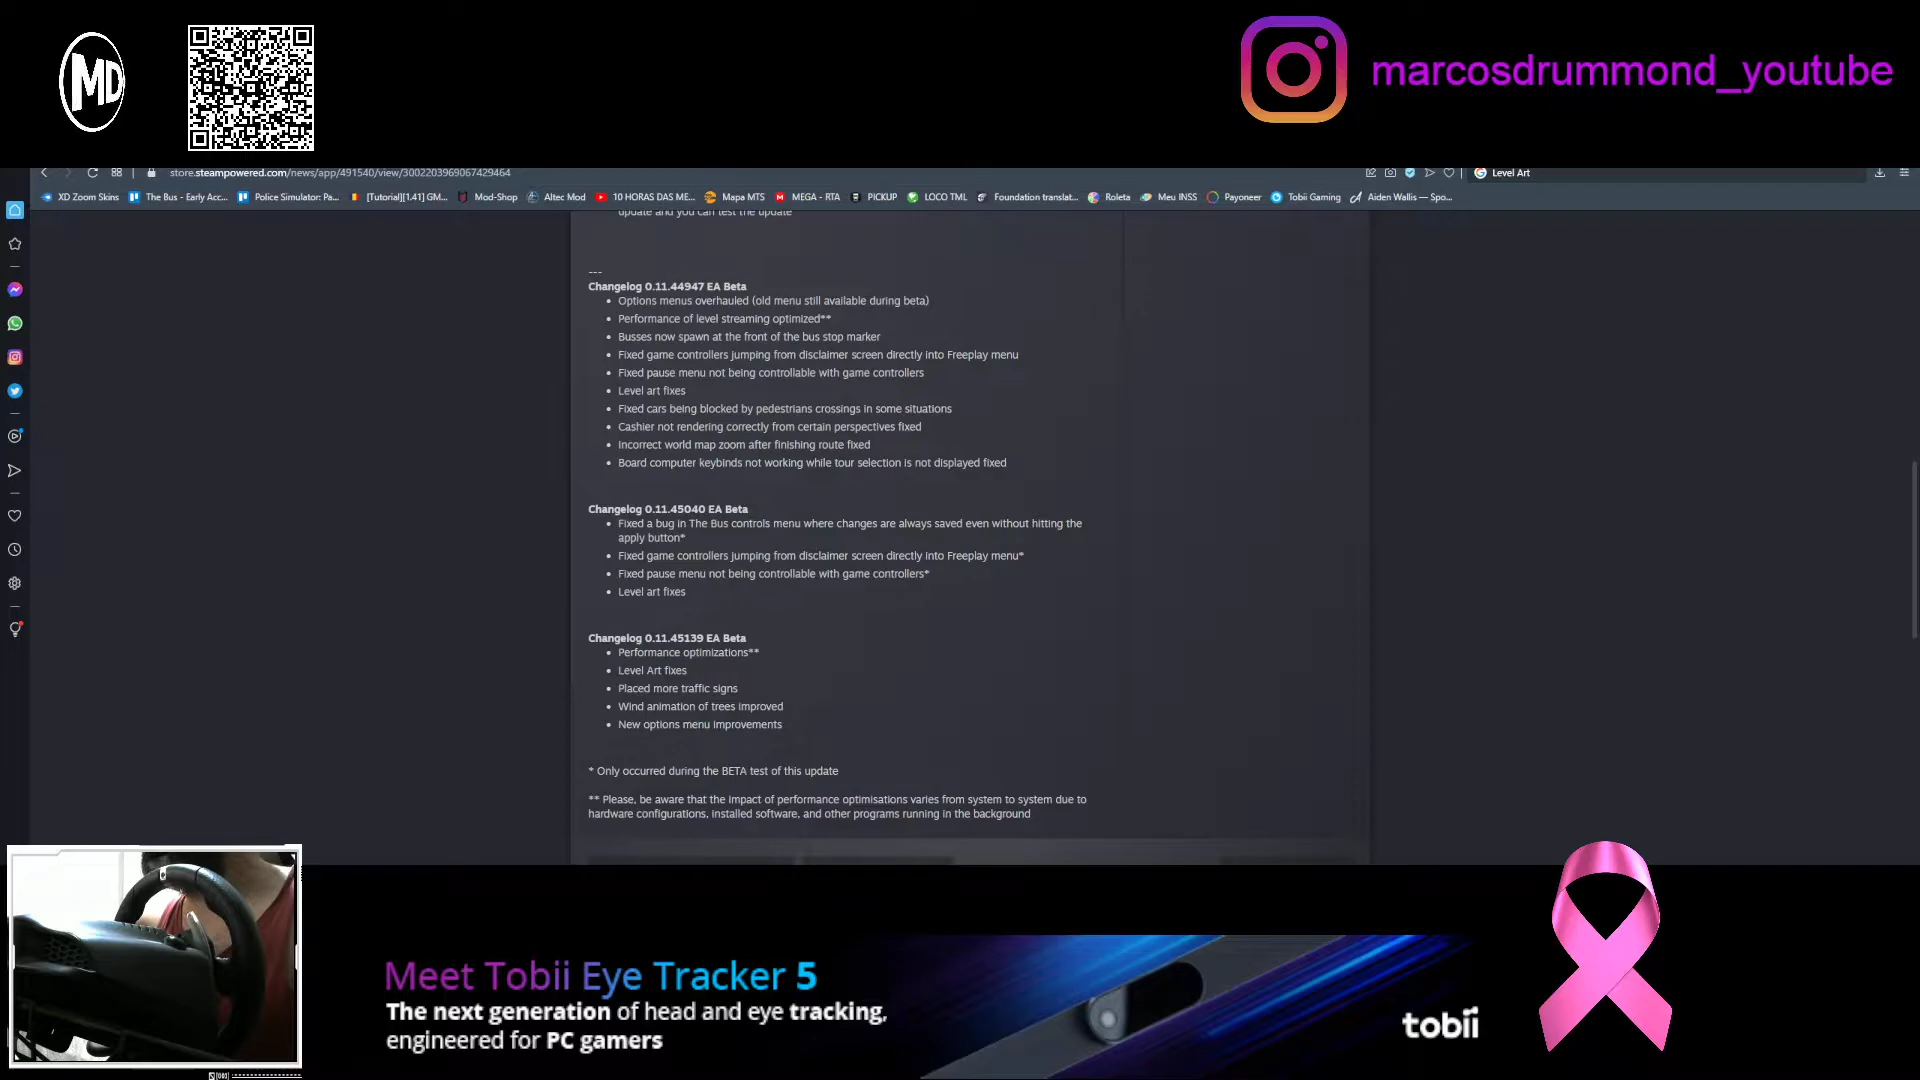 MD
marcosdrummond_youtube
store.steampowered.com/news/app/491540/view/3002203969067429464
Level Art
XD Zoom Skins
The Bus - Early Acc...
Police Simulator: Pa...
[Tutorial][1.41] GM...
Mod-Shop
Altec Mod
10 HORAS DAS ME...
Mapa MTS
MEGA - RTA
PICKUP
LOCO TML
Foundation translat...
Roleta
Meu INSS
Payoneer
Tobii Gaming
Aiden Wallis — Spo...
update and you can test the update
---
Changelog 0.11.44947 EA Beta
• Options menus overhauled (old menu still available during beta)
• Performance of level streaming optimized**
• Busses now spawn at the front of the bus stop marker
• Fixed game controllers jumping from disclaimer screen directly into Freeplay menu
• Fixed pause menu not being controllable with game controllers
• Level art fixes
• Fixed cars being blocked by pedestrians crossings in some situations
• Cashier not rendering correctly from certain perspectives fixed
• Incorrect world map zoom after finishing route fixed
• Board computer keybinds not working while tour selection is not displayed fixed
Changelog 0.11.45040 EA Beta
• Fixed a bug in The Bus controls menu where changes are always saved even without hitting the
apply button*
• Fixed game controllers jumping from disclaimer screen directly into Freeplay menu*
• Fixed pause menu not being controllable with game controllers*
• Level art fixes
Changelog 0.11.45139 EA Beta
• Performance optimizations**
• Level Art fixes
• Placed more traffic signs
• Wind animation of trees improved
• New options menu improvements
* Only occurred during the BETA test of this update
** Please, be aware that the impact of performance optimisations varies from system to system due to
hardware configurations, installed software, and other programs running in the background
Meet Tobii Eye Tracker 5
The next generation of head and eye tracking,
engineered for PC gamers
tobii